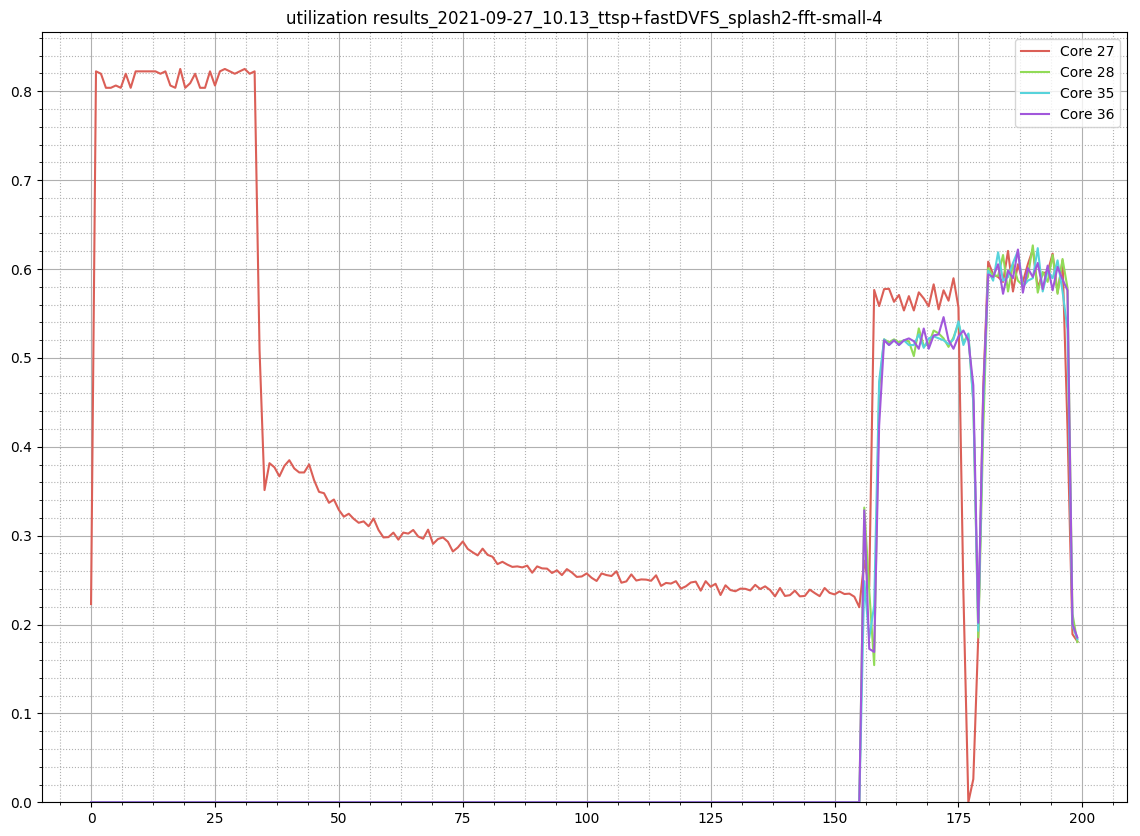 utilization results_2021-09-27_10.13_ttsp+fastDVFS_splash2-fft-small-4
Core 27
Core 28
Core 35
Core 36
0.8
0.7
0.6
0.5
0.4
0.3
0.2
0.1
0.0
0 25 50 75 100 125 150 175 200